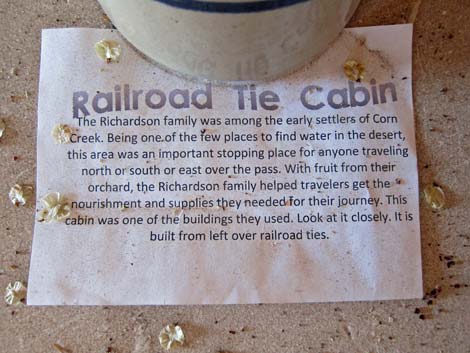 Railroad Tie Cabin
The Richardson family was among the early settlers of Corn
Creek. Being one of the few places to find water in the desert,
this area was an important stopping place for anyone traveling
north or south or east over the pass. With fruit from their
orchard, the Richardson family helped travelers get the
nourishment and supplies they needed for their journey. This
cabin was one of the buildings they used. Look at it closely. It is
built from left over railroad ties.